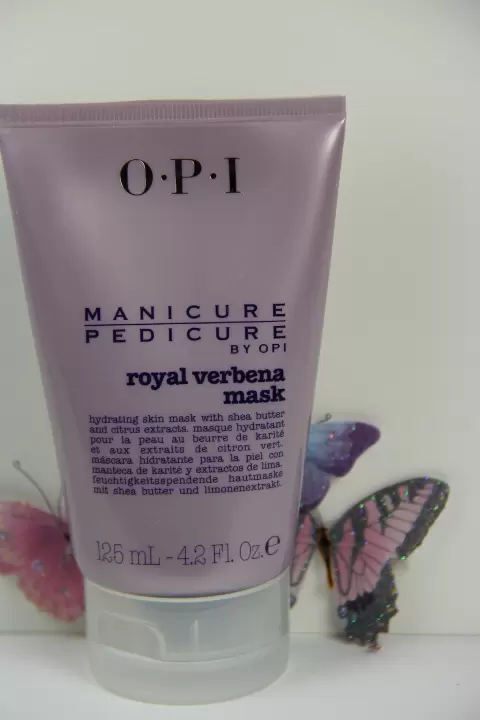 O·P·I
MANICURE
PEDICURE
BY OPI
royal verbena
mask
hydrating skin mask with shea butter
and citrus extracts. masque hydratant
pour la peau au beurre de karité
et aux extraits de citron vert.
máscara hidratante para la piel con
manteca de karité y extractos de lima.
feuchtigkeitsspendende hautmaske
mit shea butter und limonenextrakt.
125 mL - 4.2 Fl. Oz.e